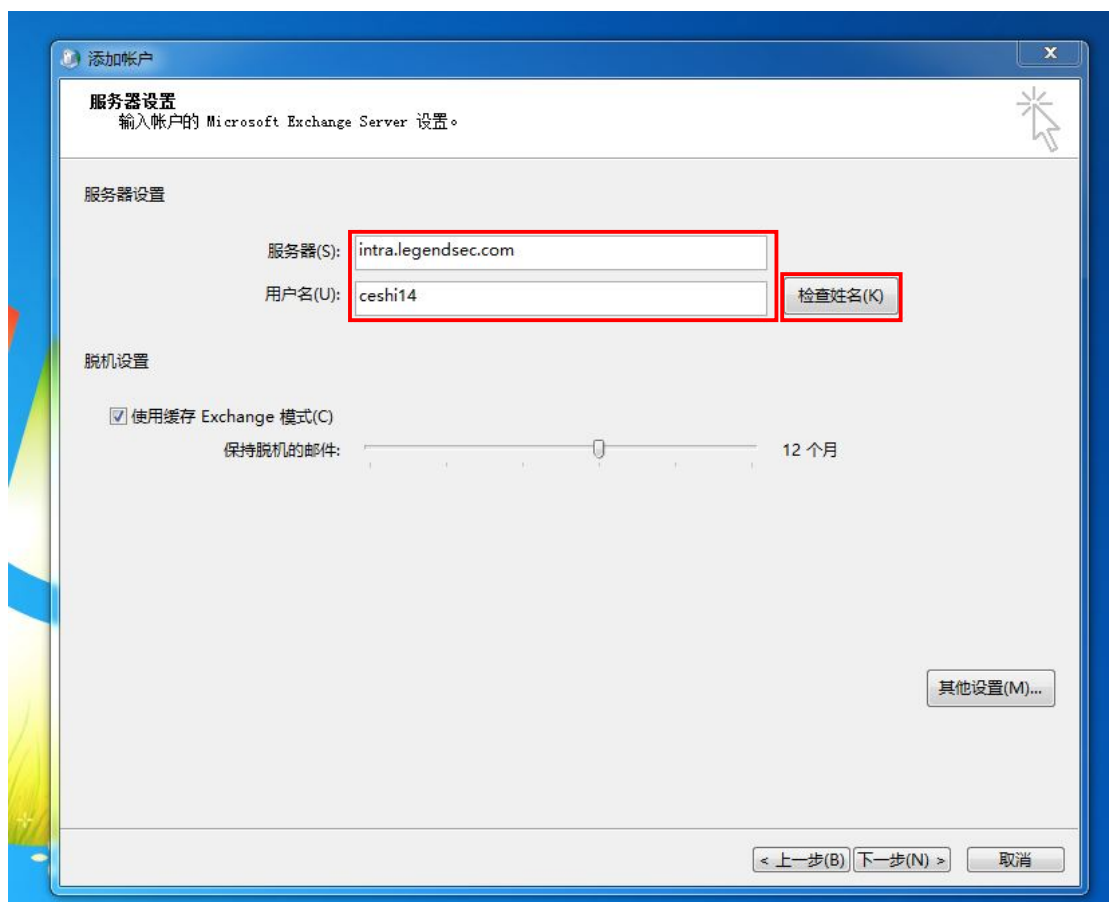 添加帐户
服务器设置
输入帐户的 Microsoft Exchange Server 设置。
服务器设置
服务器(S): intra.legendsec.com
用户名(U): ceshi14 检查姓名(K)
脱机设置
使用缓存 Exchange 模式(C)
保持脱机的邮件: 12 个月
其他设置(M)...
< 上一步(B) 下一步(N) > 取消